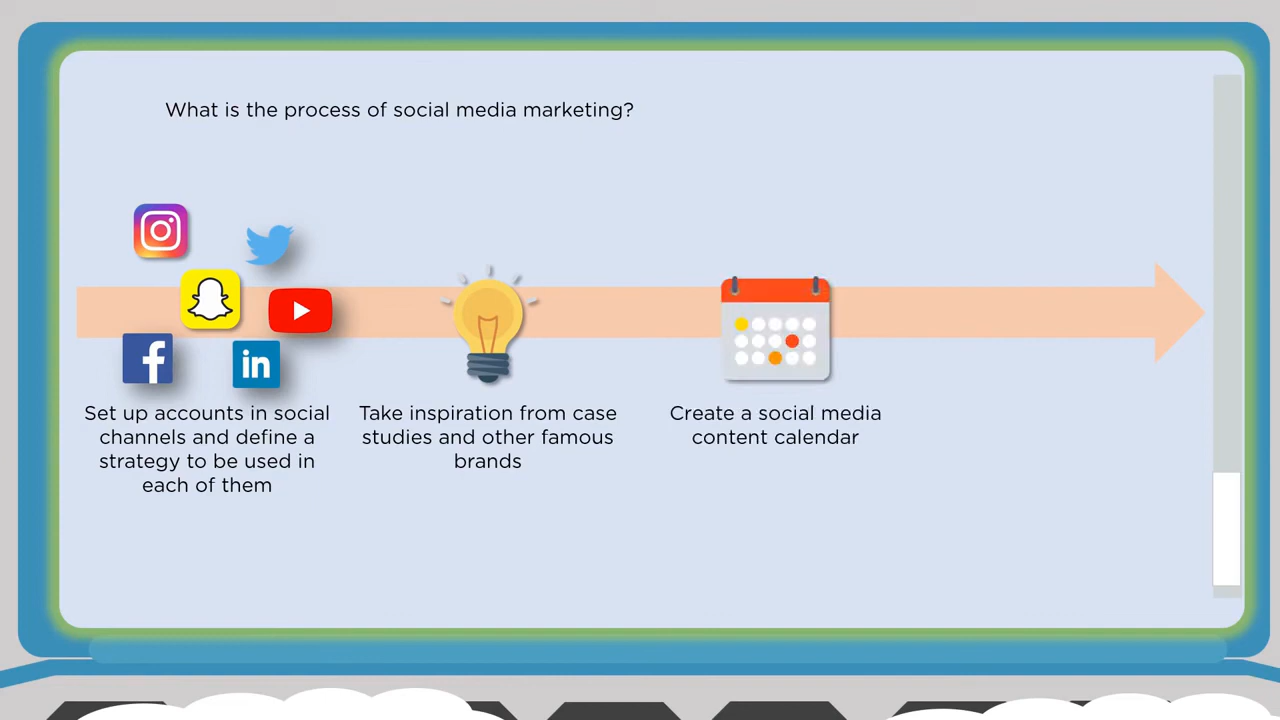 What is the process of social media marketing?
f
in
Set up accounts in social
channels and define a
strategy to be used in
each of them
Take inspiration from case
studies and other famous
brands
Create a social media
content calendar